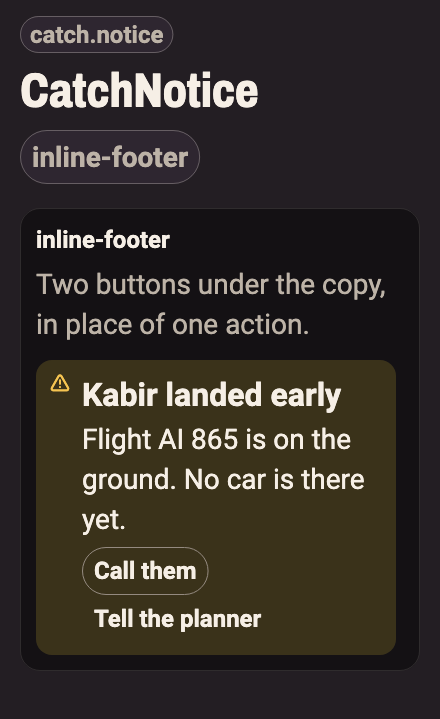 catch.notice
CatchNotice
inline-footer
inline-footer
Two buttons under the copy,
in place of one action.
Kabir landed early
Flight AI 865 is on the
ground. No car is there
yet.
Call them
Tell the planner